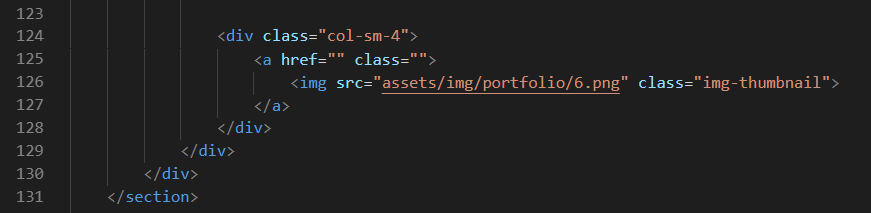 123
124 <div class="col-sm-4">
125 <a href="" class="">
126 <img src="assets/img/portfolio/6.png" class="img-thumbnail">
127 </a>
128 </div>
129 </div>
130 </div>
131 </section>